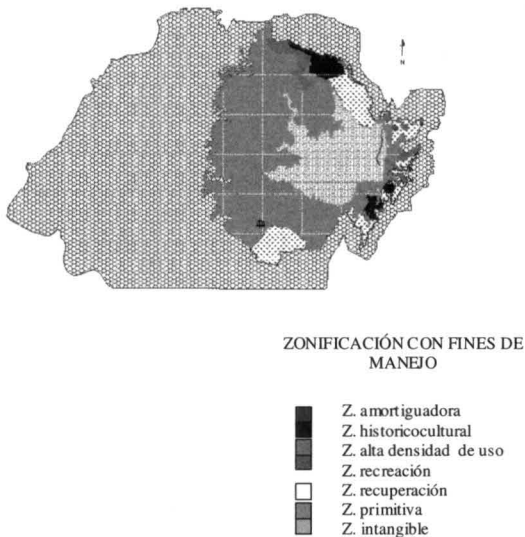 N
ZONIFICACIÓN CON FINES DE
MANEJO
Z. amortiguadora
Z. historicocultural
Z. alta densidad de uso
Z. recreación
Z. recuperación
Z. primitiva
Z. intangible